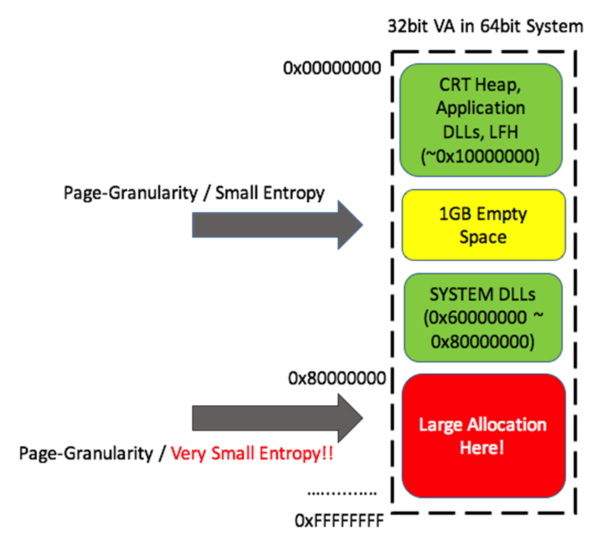 32bit VA in 64bit System
0x00000000
CRT Heap,
Application
DLLs, LFH
(~0x10000000)
Page-Granularity / Small Entropy
1GB Empty
Space
SYSTEM DLLs
(0x60000000 ~
0x80000000)
0x80000000
Large Allocation
Here!
Page-Granularity / Very Small Entropy!!
...............
0xFFFFFFFF